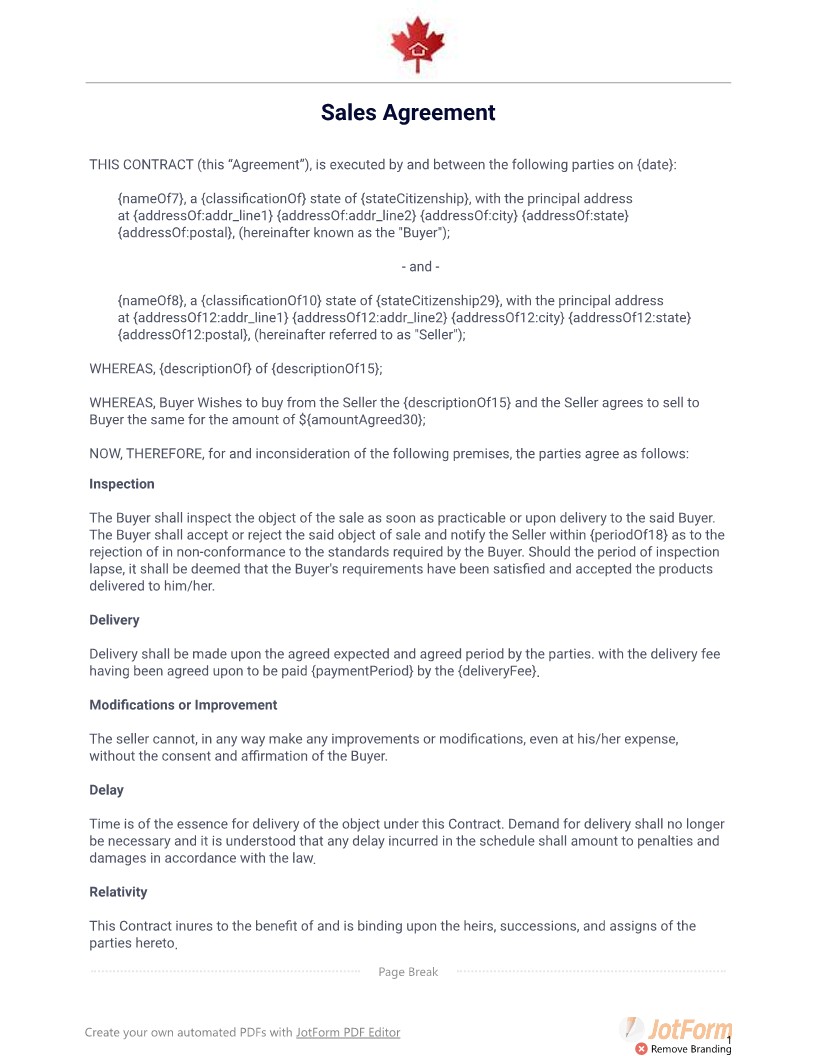 Sales Agreement
THIS CONTRACT (this “Agreement”), is executed by and between the following parties on {date}:
{nameOf7}, a {classificationOf} state of {stateCitizenship}, with the principal address
at {addressOf:addr_line1} {addressOf:addr_line2} {addressOf:city} {addressOf:state}
{addressOf:postal}, (hereinafter known as the "Buyer");
- and -
{nameOf8}, a {classificationOf10} state of {stateCitizenship29}, with the principal address
at {addressOf12:addr_line1} {addressOf12:addr_line2} {addressOf12:city} {addressOf12:state}
{addressOf12:postal}, (hereinafter referred to as "Seller");
WHEREAS, {descriptionOf} of {descriptionOf15};
WHEREAS, Buyer Wishes to buy from the Seller the {descriptionOf15} and the Seller agrees to sell to
Buyer the same for the amount of ${amountAgreed30};
NOW, THEREFORE, for and inconsideration of the following premises, the parties agree as follows:
Inspection
The Buyer shall inspect the object of the sale as soon as practicable or upon delivery to the said Buyer.
The Buyer shall accept or reject the said object of sale and notify the Seller within {periodOf18} as to the
rejection of in non-conformance to the standards required by the Buyer. Should the period of inspection
lapse, it shall be deemed that the Buyer's requirements have been satisfied and accepted the products
delivered to him/her.
Delivery
Delivery shall be made upon the agreed expected and agreed period by the parties. with the delivery fee
having been agreed upon to be paid {paymentPeriod} by the {deliveryFee}.
Modifications or Improvement
The seller cannot, in any way make any improvements or modifications, even at his/her expense,
without the consent and affirmation of the Buyer.
Delay
Time is of the essence for delivery of the object under this Contract. Demand for delivery shall no longer
be necessary and it is understood that any delay incurred in the schedule shall amount to penalties and
damages in accordance with the law.
Relativity
This Contract inures to the benefit of and is binding upon the heirs, successions, and assigns of the
parties hereto.
Page Break
Create your own automated PDFs with JotForm PDF Editor
JotForm
1
Remove Branding